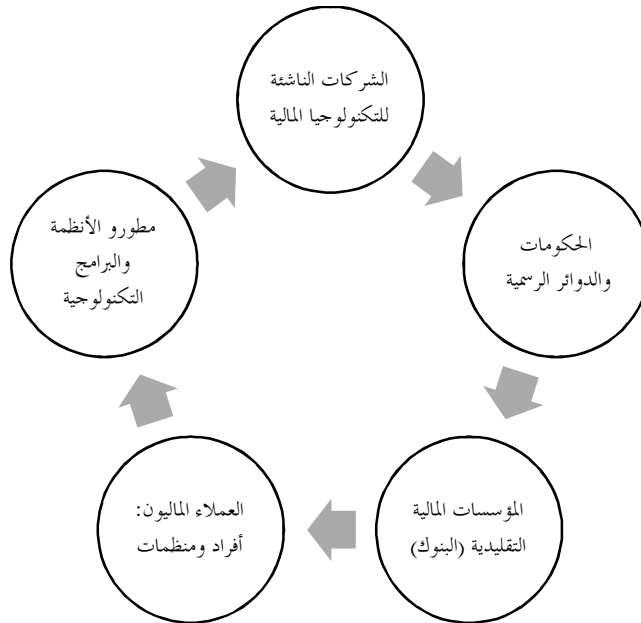 الشركات الناشئة
للتكنولوجيا المالية
الحكومات
والدوائر الرسمية
المؤسسات المالية
التقليدية (البنوك)
العملاء الماليون:
أفراد ومنظمات
مطورو الأنظمة
والبرامج
التكنولوجية